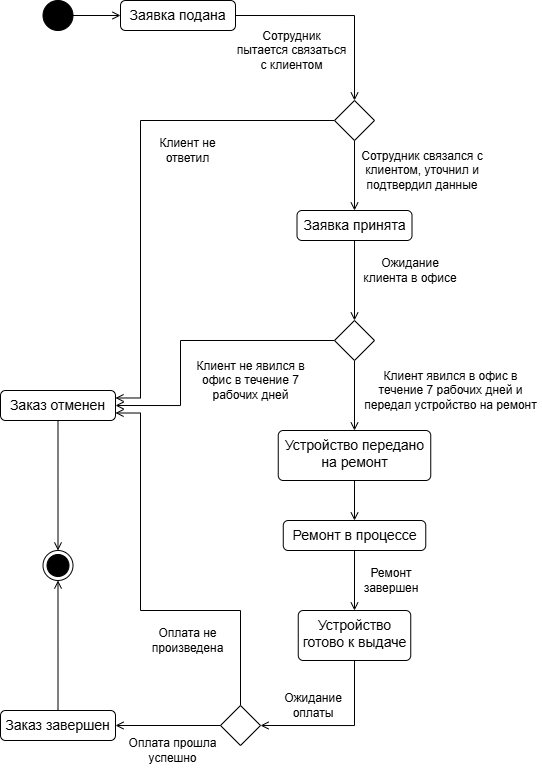 Заявка подана
Сотрудник
пытается связаться
с клиентом
Клиент не
ответил
Сотрудник связался с
клиентом, уточнил и
подтвердил данные
Заявка принята
Ожидание
клиента в офисе
Клиент не явился в
офис в течение 7
рабочих дней
Клиент явился в офис в
течение 7 рабочих дней и
передал устройство на ремонт
Заказ отменен
Устройство передано
на ремонт
Ремонт в процессе
Ремонт
завершен
Устройство
готово к выдаче
Оплата не
произведена
Ожидание
оплаты
Заказ завершен
Оплата прошла
успешно